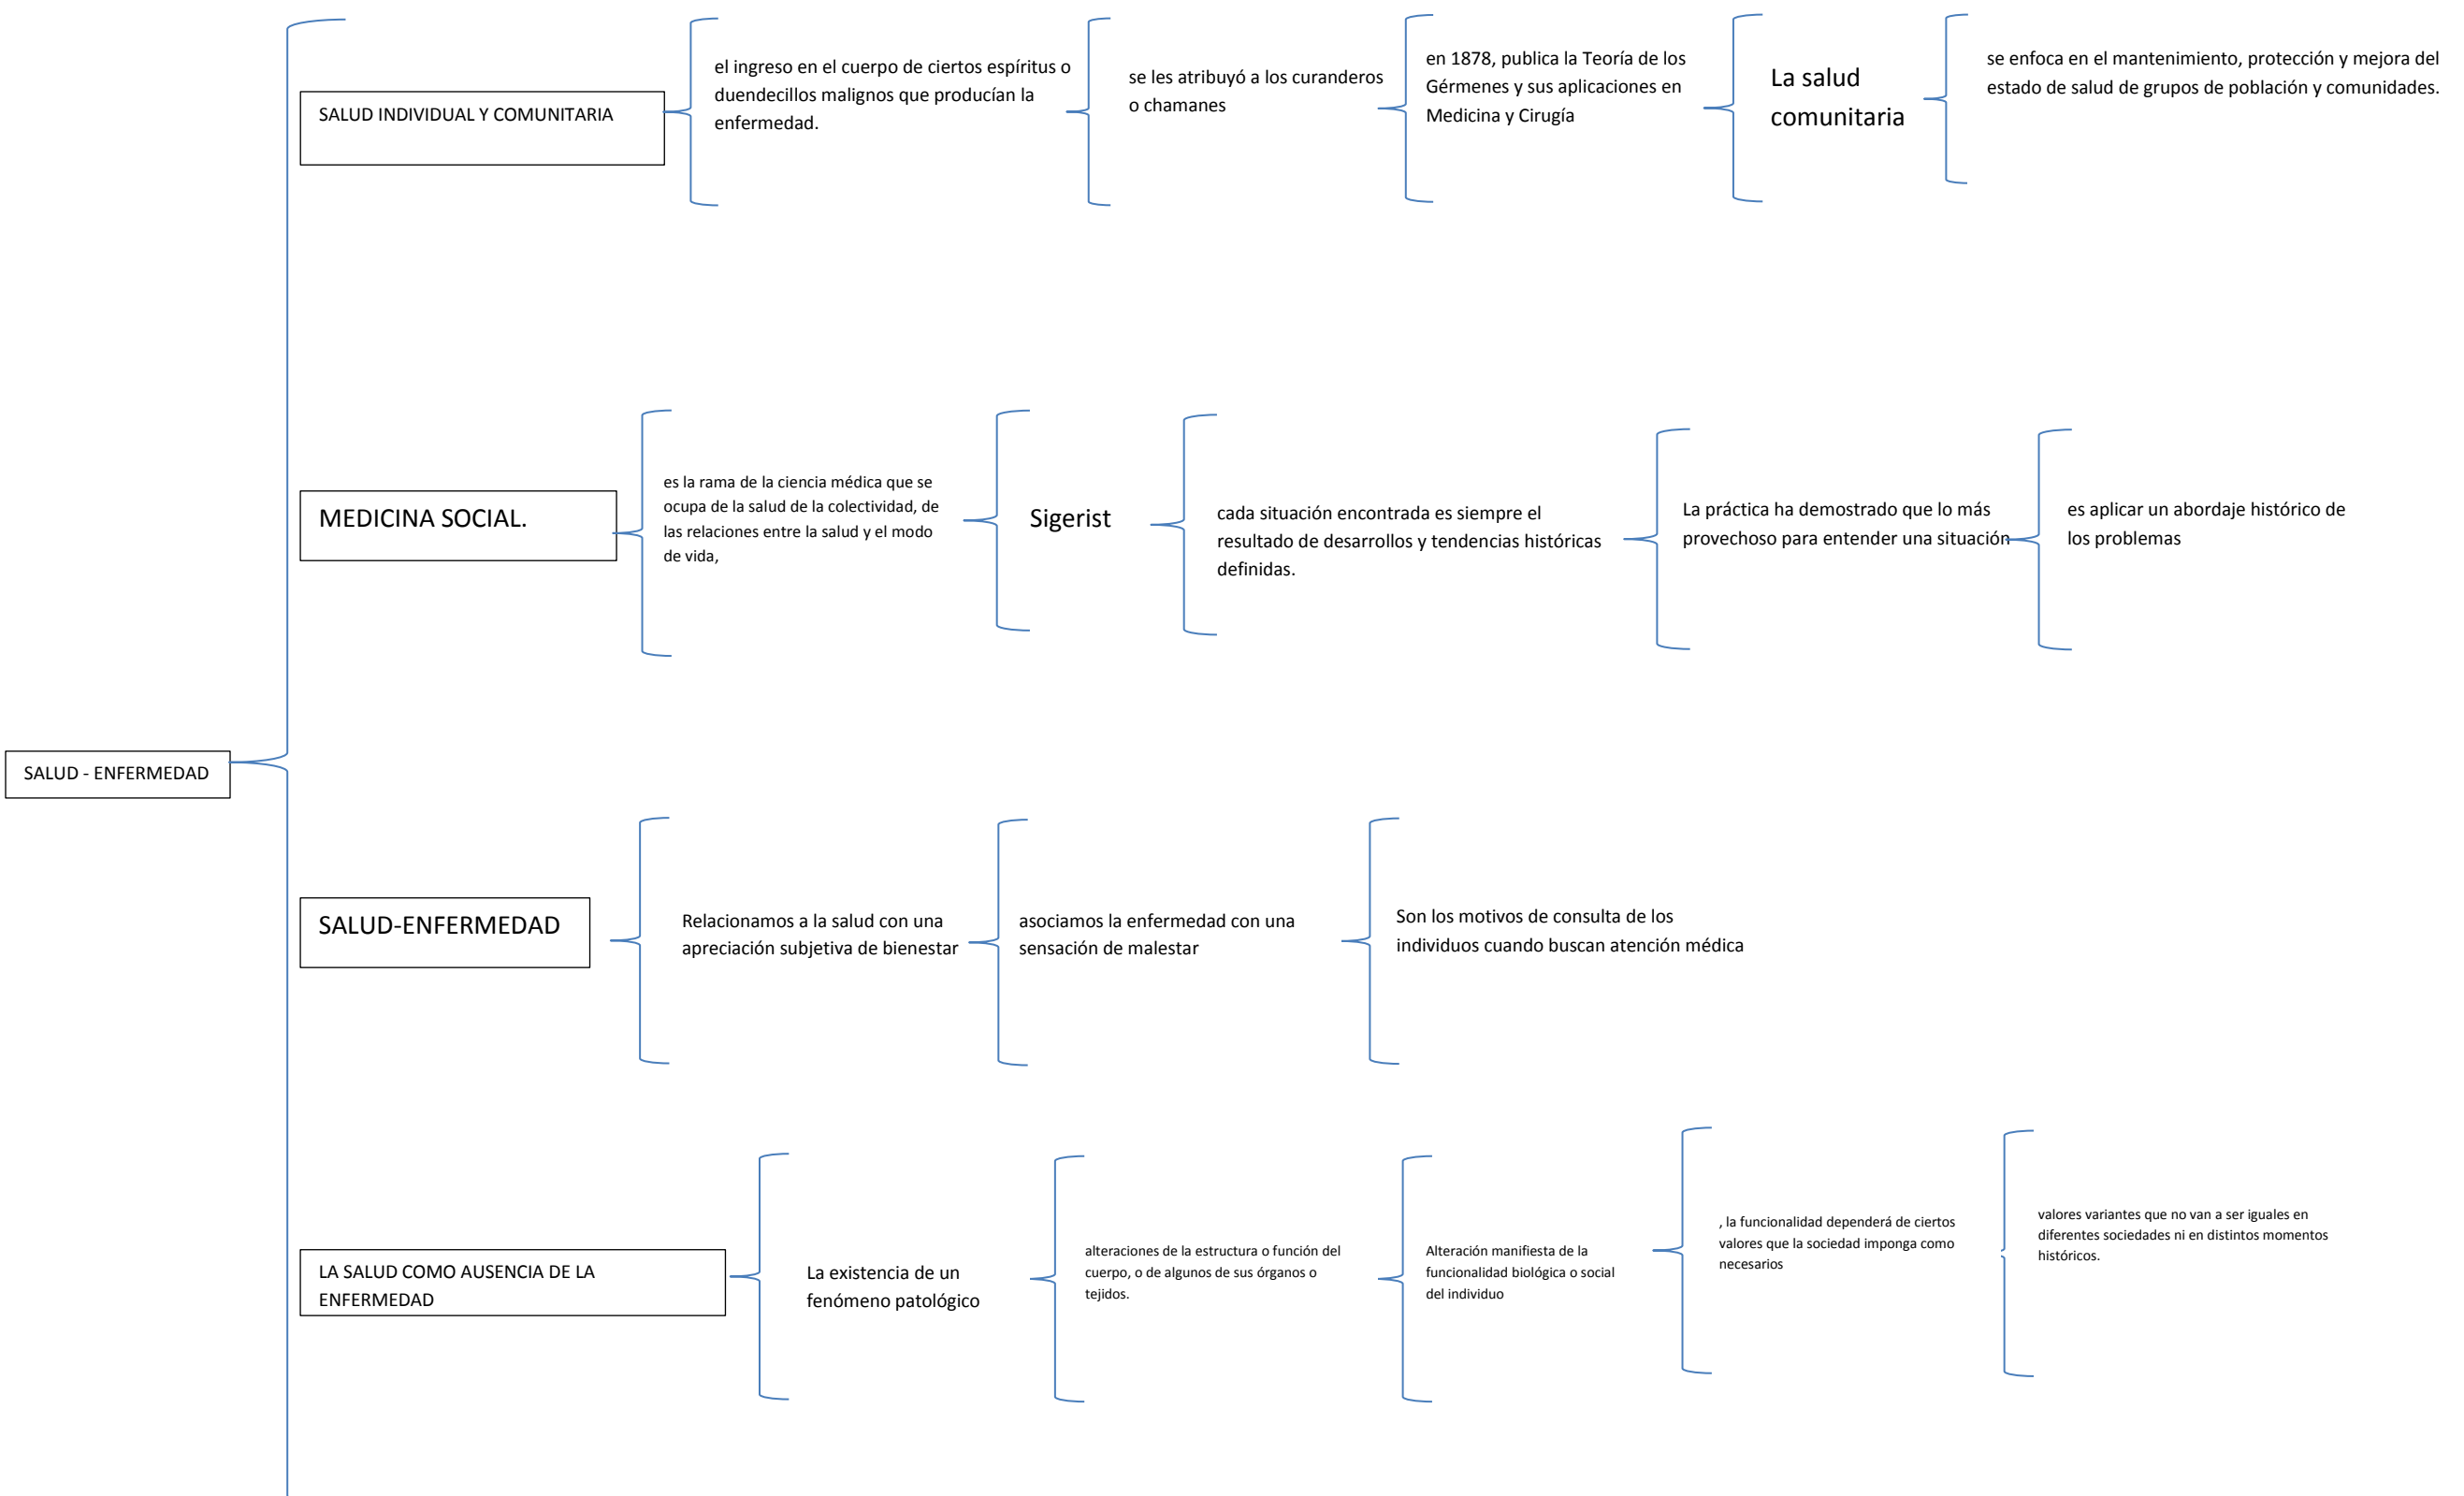 SALUD - ENFERMEDAD
SALUD INDIVIDUAL Y COMUNITARIA
el ingreso en el cuerpo de ciertos espíritus o
duendecillos malignos que producían la
enfermedad.
se les atribuyó a los curanderos
o chamanes
en 1878, publica la Teoría de los
Gérmenes y sus aplicaciones en
Medicina y Cirugía
La salud
comunitaria
se enfoca en el mantenimiento, protección y mejora del
estado de salud de grupos de población y comunidades.
MEDICINA SOCIAL.
es la rama de la ciencia médica que se
ocupa de la salud de la colectividad, de
las relaciones entre la salud y el modo
de vida,
Sigerist
cada situación encontrada es siempre el
resultado de desarrollos y tendencias históricas
definidas.
La práctica ha demostrado que lo más
provechoso para entender una situación
es aplicar un abordaje histórico de
los problemas
SALUD-ENFERMEDAD
Relacionamos a la salud con una
apreciación subjetiva de bienestar
asociamos la enfermedad con una
sensación de malestar
Son los motivos de consulta de los
individuos cuando buscan atención médica
LA SALUD COMO AUSENCIA DE LA
ENFERMEDAD
La existencia de un
fenómeno patológico
alteraciones de la estructura o función del
cuerpo, o de algunos de sus órganos o
tejidos.
Alteración manifiesta de la
funcionalidad biológica o social
del individuo
, la funcionalidad dependerá de ciertos
valores que la sociedad imponga como
necesarios
valores variantes que no van a ser iguales en
diferentes sociedades ni en distintos momentos
históricos.